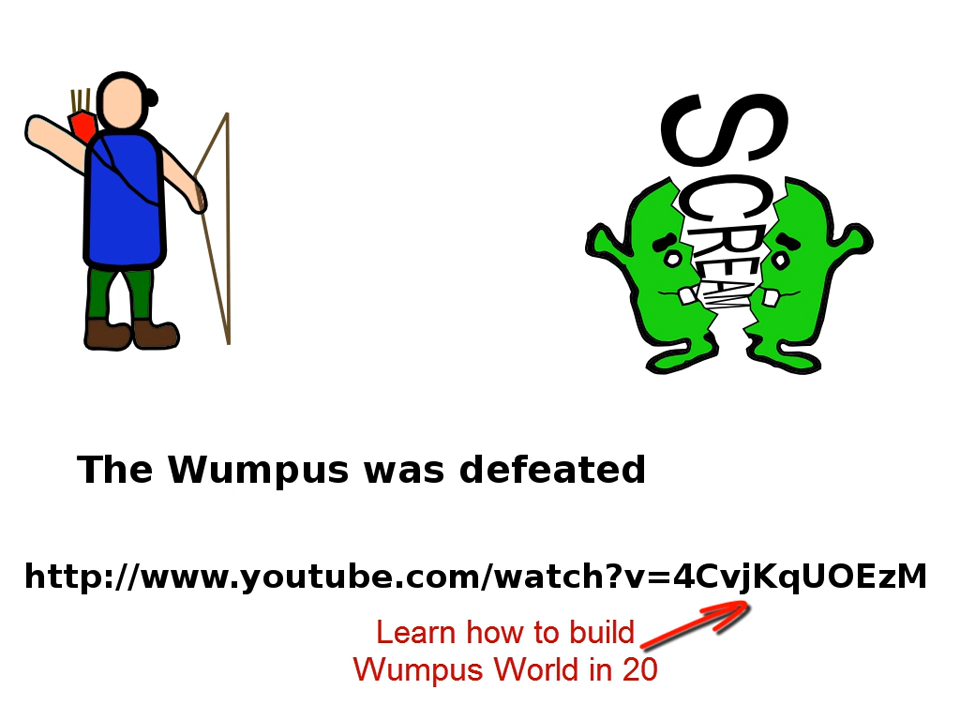 SCREAM
The Wumpus was defeated
http://www.youtube.com/watch?v=4CvjKqUOEzM
Learn how to build
Wumpus World in 20